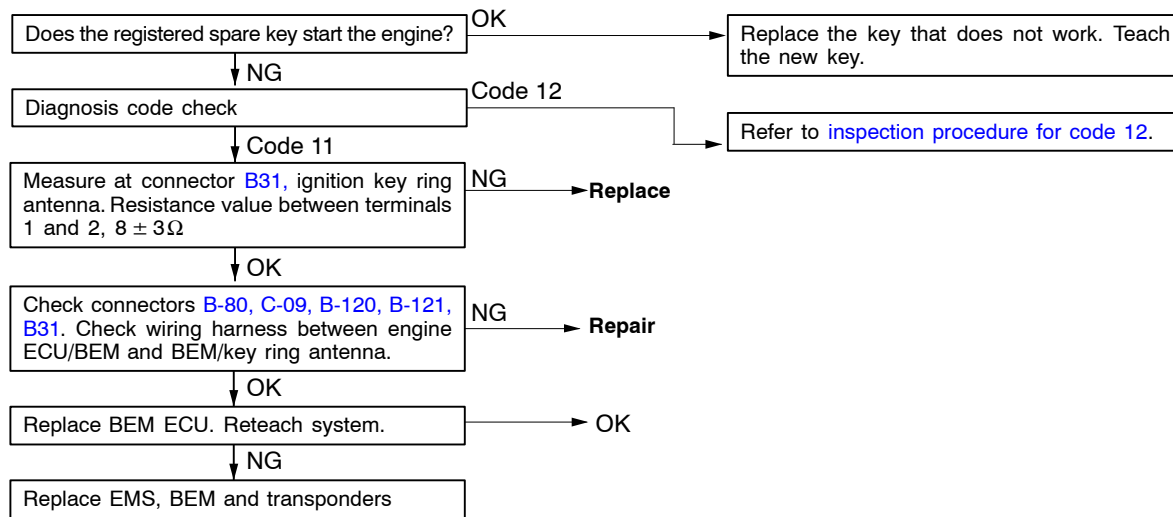 Does the registered spare key start the engine?
OK
Replace the key that does not work. Teach
the new key.
NG
Diagnosis code check
Code 12
Refer to inspection procedure for code 12.
Code 11
Measure at connector B31, ignition key ring
antenna. Resistance value between terminals
1 and 2, 8 ± 3Ω
NG
Replace
OK
Check connectors B-80, C-09, B-120, B-121,
B31. Check wiring harness between engine
ECU/BEM and BEM/key ring antenna.
NG
Repair
OK
Replace BEM ECU. Reteach system.
OK
NG
Replace EMS, BEM and transponders